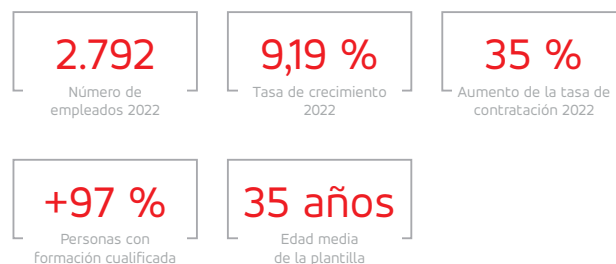 2.792
Número de
empleados 2022
9,19 %
Tasa de crecimiento
2022
35 %
Aumento de la tasa de
contratación 2022
+97 %
Personas con
formación cualificada
35 años
Edad media
de la plantilla